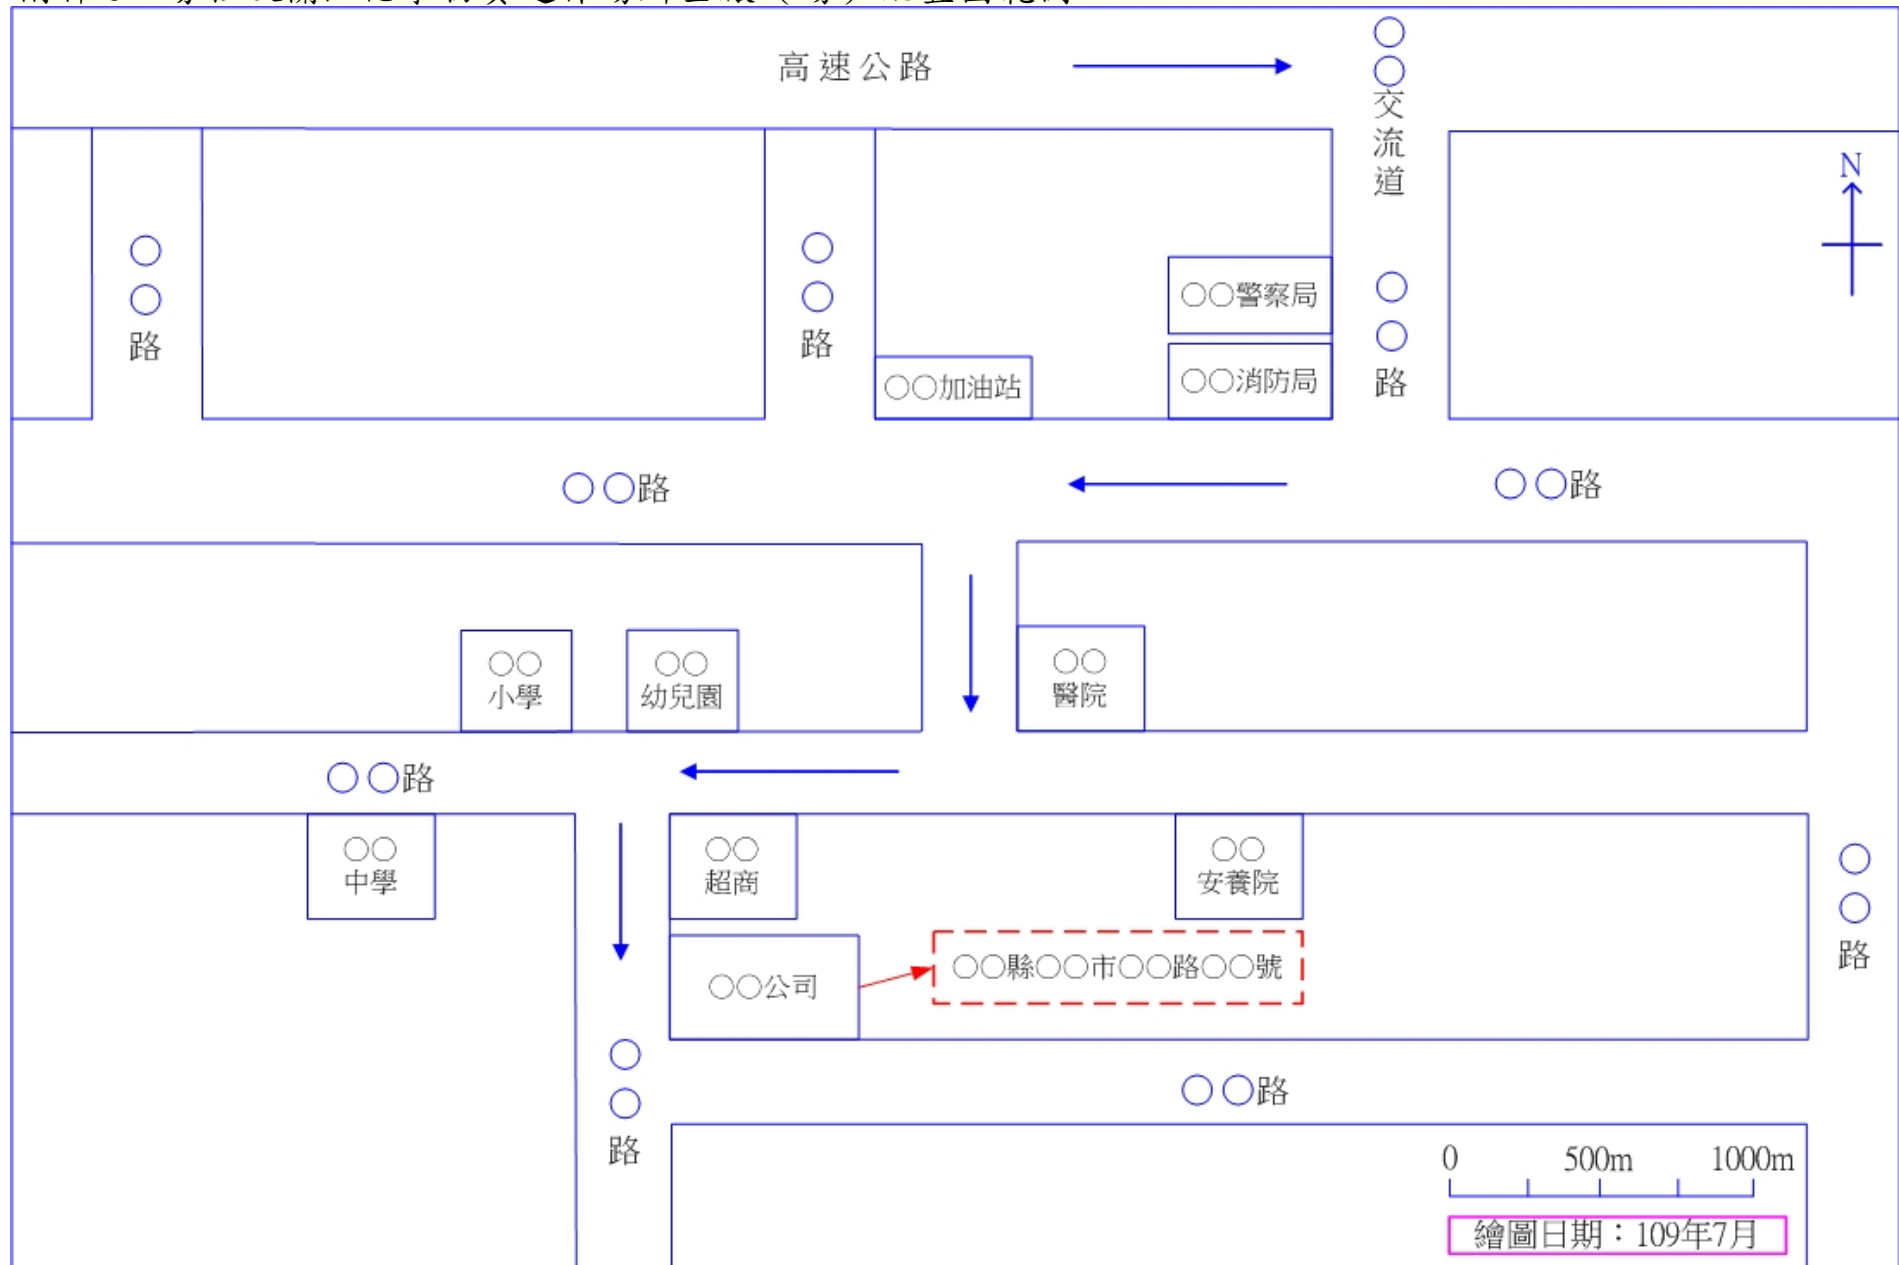 高速公路
○○交流道
N
○○路
○○路
○○路
○○警察局
○○消防局
○○加油站
○○路
○○路
○○
小學
○○
幼兒園
○○
醫院
○○路
○○
中學
○○
超商
○○
安養院
○○路
○○公司
○○縣○○市○○路○○號
○○路
○○路
0 500m 1000m
繪圖日期：109年7月